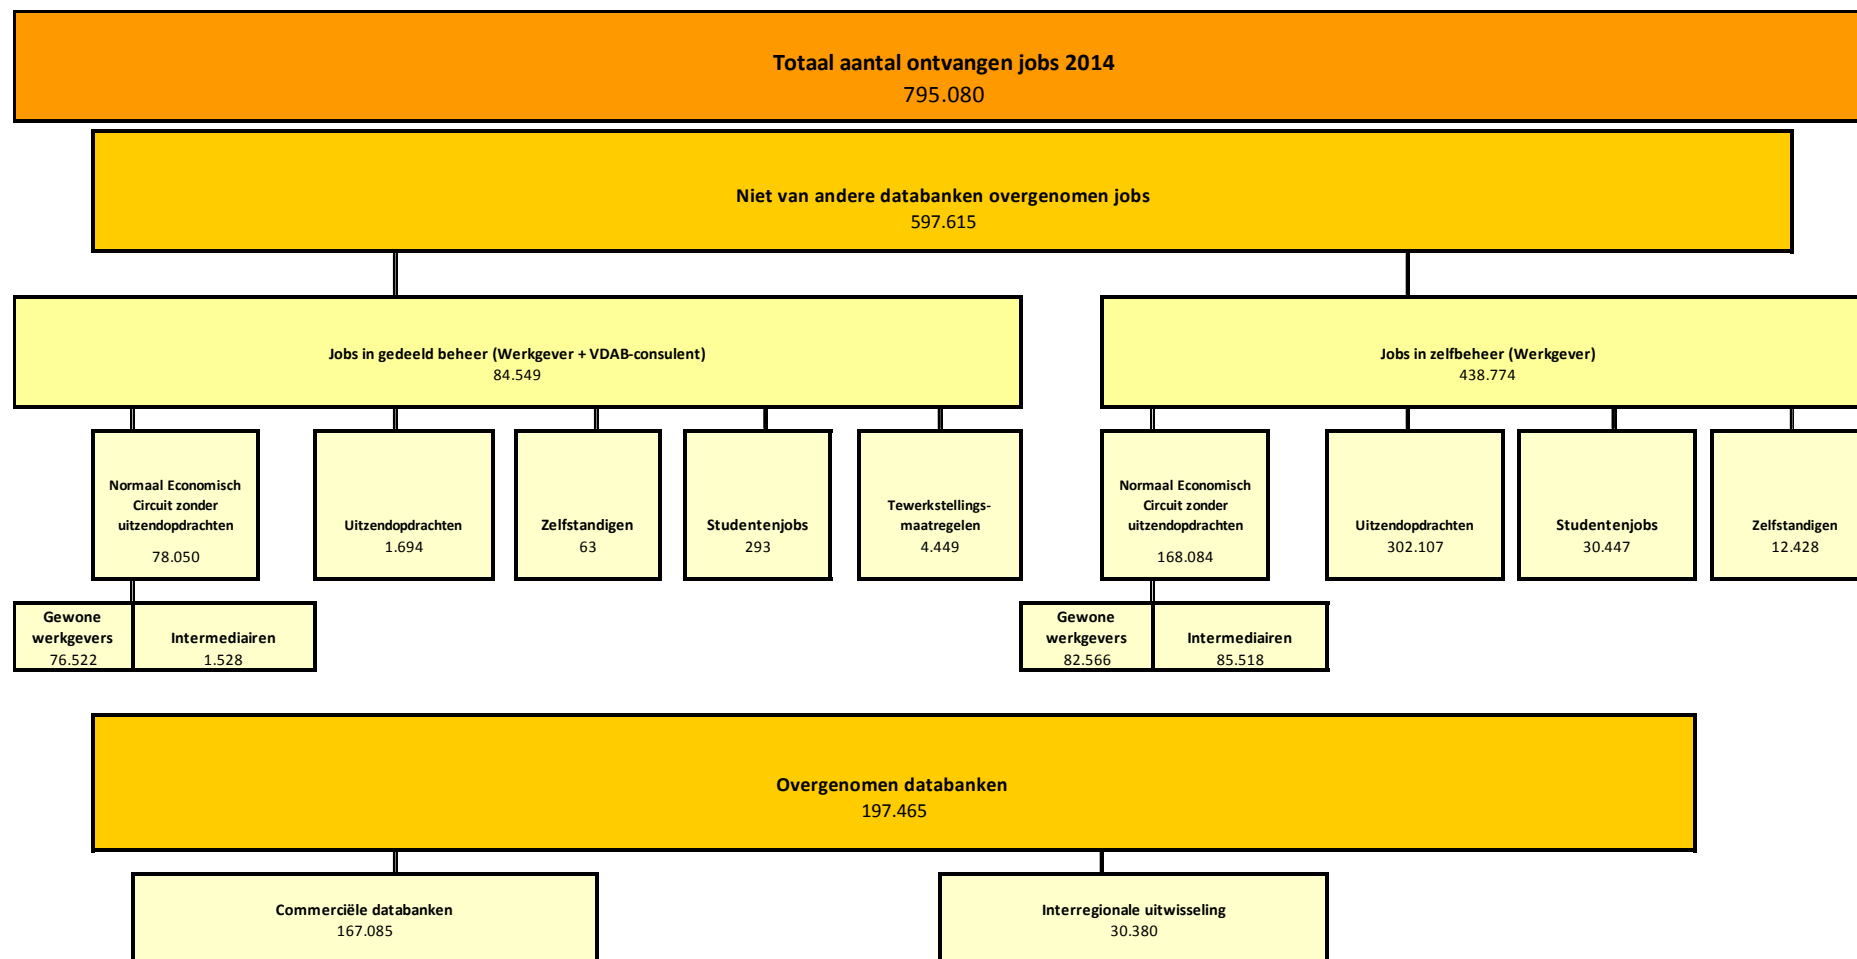 Totaal aantal ontvangen jobs 2014
795.080
Niet van andere databanken overgenomen jobs
597.615
Jobs in gedeeld beheer (Werkgever + VDAB-consulent)
84.549
Jobs in zelfbeheer (Werkgever)
438.774
Normaal Economisch
Circuit zonder
uitzendopdrachten
78.050
Uitzendopdrachten
1.694
Zelfstandigen
63
Studentenjobs
293
Tewerkstellings-
maatregelen
4.449
Normaal Economisch
Circuit zonder
uitzendopdrachten
168.084
Uitzendopdrachten
302.107
Studentenjobs
30.447
Zelfstandigen
12.428
Gewone
werkgevers
76.522
Intermediairen
1.528
Gewone
werkgevers
82.566
Intermediairen
85.518
Overgenomen databanken
197.465
Commerciële databanken
167.085
Interregionale uitwisseling
30.380